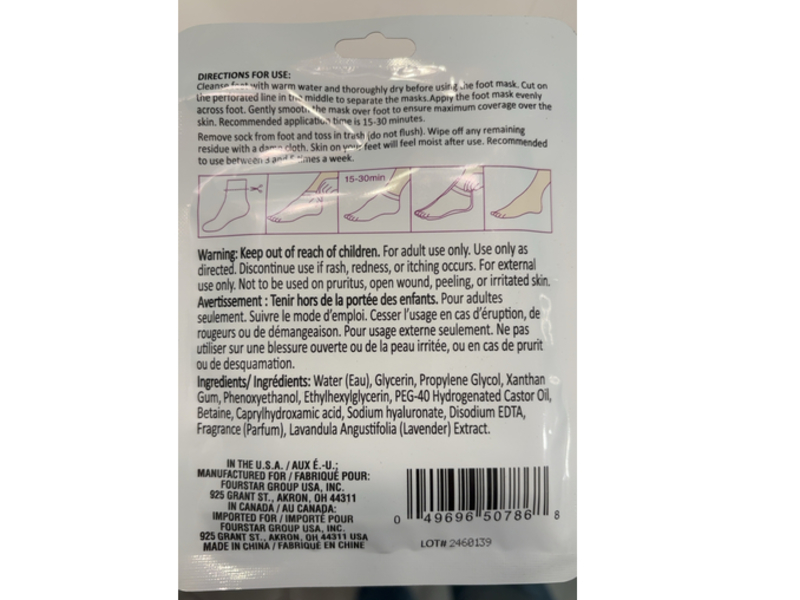 DIRECTIONS FOR USE:
Cleanse foot with warm water and thoroughly dry before using the foot mask. Cut on
the perforated line in the middle to separate the masks.Apply the foot mask evenly
across foot. Gently smooth the mask over foot to ensure maximum coverage over the
skin. Recommended application time is 15-30 minutes.
Remove sock from foot and toss in trash (do not flush). Wipe off any remaining
residue with a damp cloth. Skin on your feet will feel moist after use. Recommended
to use between 3 and times a week.
15-30min
Warning: Keep out of reach of children. For adult use only. Use only as
directed. Discontinue use if rash, redness, or itching occurs. For external
use only. Not to be used on pruritus, open wound, peeling, or irritated skin.
Avertissement : Tenir hors de la portée des enfants. Pour adultes
seulement. Suivre le mode d'emploi. Cesser l'usage en cas d'éruption, de
rougeurs ou de démangeaison. Pour usage externe seulement. Ne pas
utiliser sur une blessure ouverte ou de la peau irritée, ou en cas de prurit
ou de desquamation.
Ingredients/ Ingrédients: Water (Eau), Glycerin, Propylene Glycol, Xanthan
Gum, Phenoxyethanol, Ethylhexylglycerin, PEG-40 Hydrogenated Castor Oil,
Betaine, Caprylhydroxamic acid, Sodium hyaluronate, Disodium EDTA,
Fragrance (Parfum), Lavandula Angustifolia (Lavender) Extract.
IN THE U.S.A. / AUX É.-U.:
MANUFACTURED FOR / FABRIQUÉ POUR:
FOURSTAR GROUP USA, INC.
925 GRANT ST., AKRON, OH 44311
IN CANADA / AU CANADA:
IMPORTED FOR / IMPORTÉ POUR
FOURSTAR GROUP USA, INC.
925 GRANT ST., AKRON, OH 44311 USA
MADE IN CHINA / FABRIQUÉ EN CHINE
0 49696 50786 8
LOT# 2460139